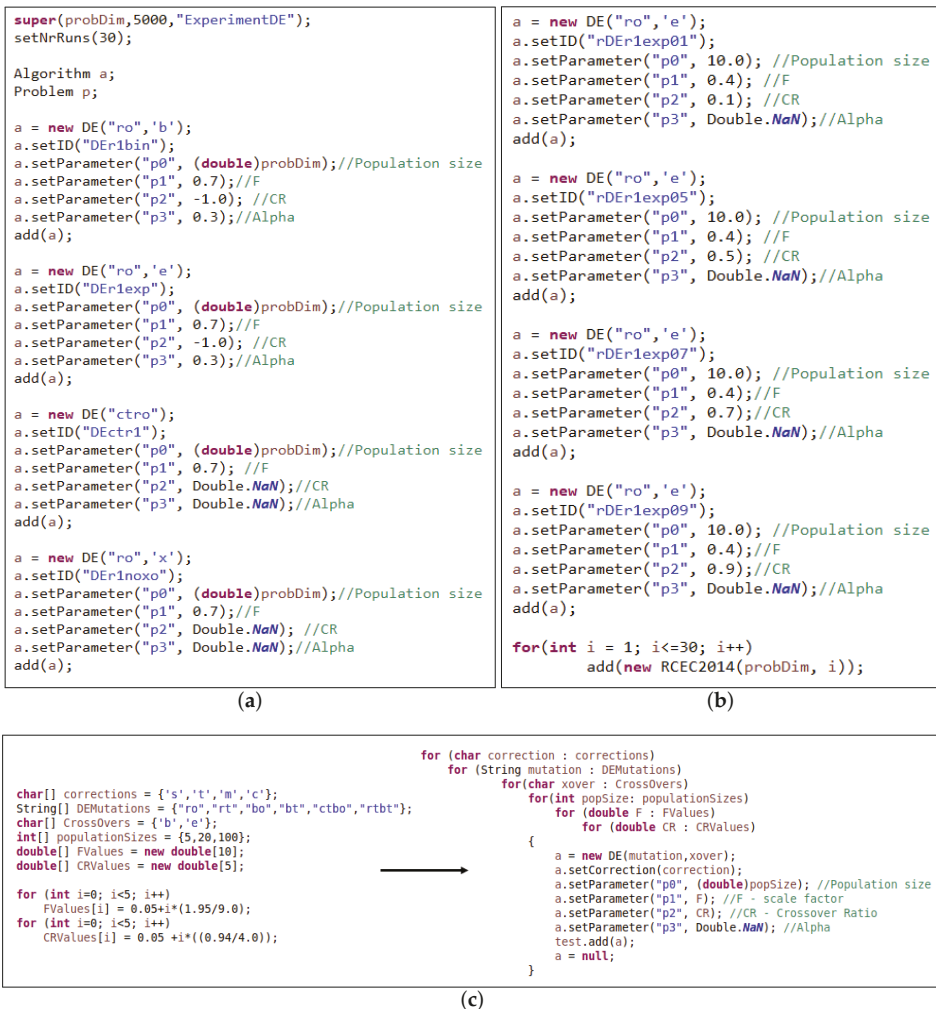 super(probDim,5000,"ExperimentDE");
setNrRuns(30);
Algorithm a;
Problem p;
a = new DE("ro",'b');
a.setID("DEr1bin");
a.setParameter("p0", (double)probDim);//Population size
a.setParameter("p1", 0.7);//F
a.setParameter("p2", -1.0); //CR
a.setParameter("p3", 0.3);//Alpha
add(a);
a = new DE("ro",'e');
a.setID("DEr1exp");
a.setParameter("p0", (double)probDim);//Population size
a.setParameter("p1", 0.7);//F
a.setParameter("p2", -1.0); //CR
a.setParameter("p3", 0.3);//Alpha
add(a);
a = new DE("ctro");
a.setID("DEctr1");
a.setParameter("p0", (double)probDim);//Population size
a.setParameter("p1", 0.7); //F
a.setParameter("p2", Double.NaN);//CR
a.setParameter("p3", Double.NaN);//Alpha
add(a);
a = new DE("ro",'x');
a.setID("DEr1noxo");
a.setParameter("p0", (double)probDim);//Population size
a.setParameter("p1", 0.7);//F
a.setParameter("p2", Double.NaN); //CR
a.setParameter("p3", Double.NaN);//Alpha
add(a);
(a)
a = new DE("ro",'e');
a.setID("rDEr1exp01");
a.setParameter("p0", 10.0); //Population size
a.setParameter("p1", 0.4); //F
a.setParameter("p2", 0.1); //CR
a.setParameter("p3", Double.NaN);//Alpha
add(a);
a = new DE("ro",'e');
a.setID("rDEr1exp05");
a.setParameter("p0", 10.0); //Population size
a.setParameter("p1", 0.4); //F
a.setParameter("p2", 0.5); //CR
a.setParameter("p3", Double.NaN);//Alpha
add(a);
a = new DE("ro",'e');
a.setID("rDEr1exp07");
a.setParameter("p0", 10.0); //Population size
a.setParameter("p1", 0.4);//F
a.setParameter("p2", 0.7);//CR
a.setParameter("p3", Double.NaN);//Alpha
add(a);
a = new DE("ro",'e');
a.setID("rDEr1exp09");
a.setParameter("p0", 10.0); //Population size
a.setParameter("p1", 0.4);//F
a.setParameter("p2", 0.9);//CR
a.setParameter("p3", Double.NaN);//Alpha
add(a);
for(int i = 1; i<=30; i++)
add(new RCEC2014(probDim, i));
(b)
char[] corrections = {'s','t','m','c'};
String[] DEMutations = {"ro","rt","bo","bt","ctbo","rtbt"};
char[] CrossOvers = {'b','e'};
int[] populationSizes = {5,20,100};
double[] FValues = new double[10];
double[] CRValues = new double[5];
for (int i=0; i<5; i++)
FValues[i] = 0.05+i*(1.95/9.0);
for (int i=0; i<5; i++)
CRValues[i] = 0.05 +i*((0.94/4.0));
for (char correction : corrections)
for (String mutation : DEMutations)
for(char xover : CrossOvers)
for(int popSize: populationSizes)
for (double F : FValues)
for (double CR : CRValues)
{
a = new DE(mutation,xover);
a.setCorrection(correction);
a.setParameter("p0", (double)popSize); //Population size
a.setParameter("p1", F); //F - scale factor
a.setParameter("p2", CR); //CR - Crossover Ratio
a.setParameter("p3", Double.NaN); //Alpha
test.add(a);
a = null;
}
(c)